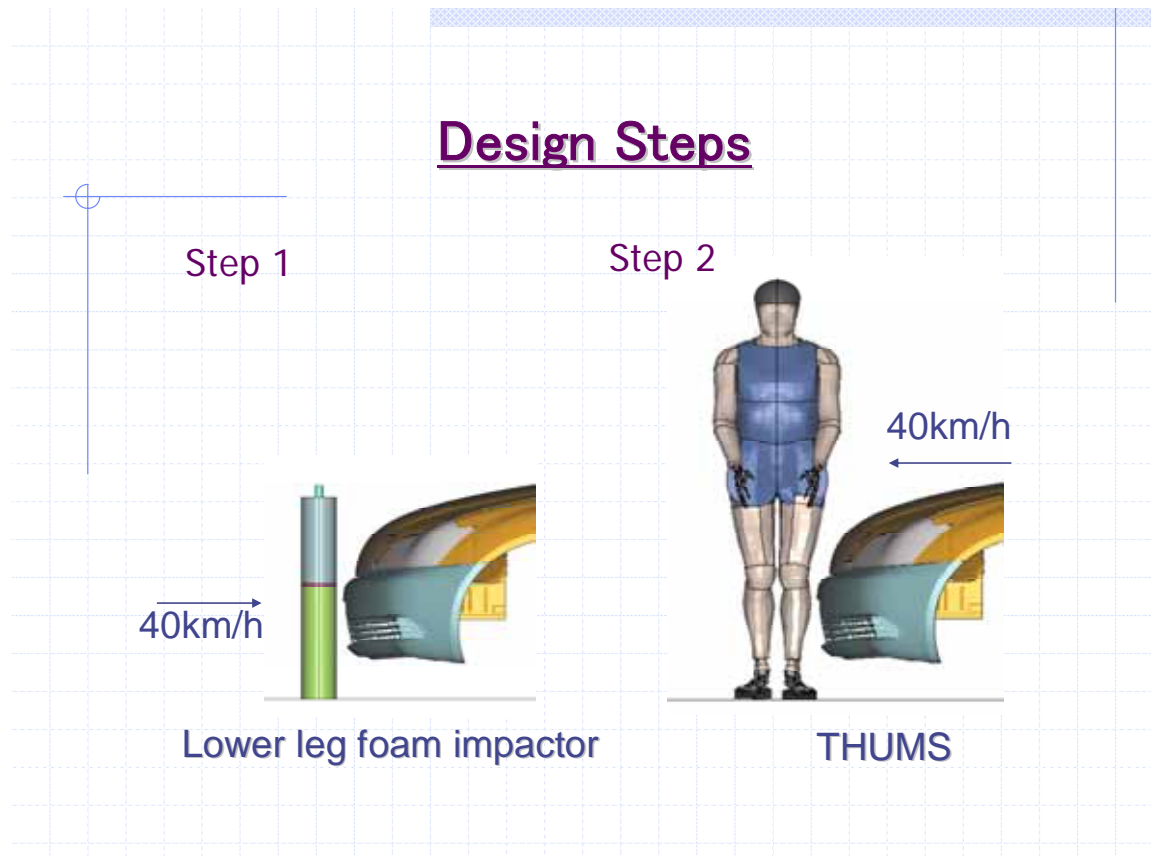 Design Steps
Step 1
Step 2
40km/h
40km/h
Lower leg foam impactor
THUMS